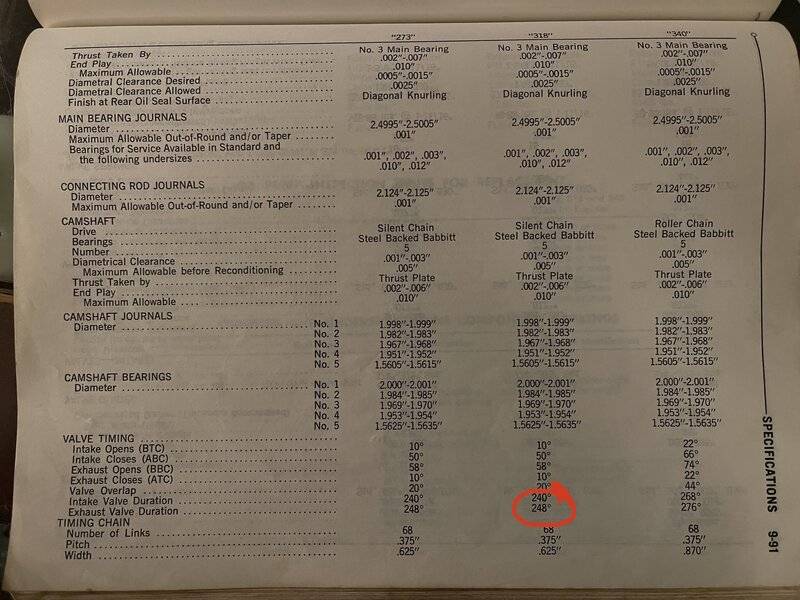 "273" "318" "340"
Thrust Taken By No. 3 Main Bearing No. 3 Main Bearing No. 3 Main Bearing
End Play .002"-.007" .002"-.007" .002"-.007"
Maximum Allowable .010" .010" .010"
Diametral Clearance Desired .0005"-.0015" .0005"-.0015" .0005"-.0015"
Diametral Clearance Allowed .0025" .0025" .0025"
Finish at Rear Oil Seal Surface Diagonal Knurling Diagonal Knurling Diagonal Knurling
MAIN BEARING JOURNALS
Diameter 2.4995"-2.5005" 2.4995"-2.5005" 2.4995"-2.5005"
Maximum Allowable Out-of-Round and/or Taper .001" .001" .001"
Bearings for Service Available in Standard and
the following undersizes .001", .002", .003", .001", .002", .003", .001", .002", .003",
.010", .012" .010", .012" .010", .012"
CONNECTING ROD JOURNALS
Diameter 2.124"-2.125" 2.124"-2.125" 2.124"-2.125"
Maximum Allowable Out-of-Round and/or Taper .001" .001" .001"
CAMSHAFT
Drive Silent Chain Silent Chain Roller Chain
Bearings Steel Backed Babbitt Steel Backed Babbitt Steel Backed Babbitt
Number 5 5 5
Diametrical Clearance .001"-.003" .001"-.003" .001"-.003"
Maximum Allowable before Reconditioning .005" .005" .005"
Thrust Taken by Thrust Plate Thrust Plate Thrust Plate
End Play .002"-.006" .002"-.006" .002"-.006"
Maximum Allowable .010" .010" .010"
CAMSHAFT JOURNALS
Diameter No. 1 1.998"-1.999" 1.998"-1.999" 1.998"-1.999"
No. 2 1.982"-1.983" 1.982"-1.983" 1.982"-1.983"
No. 3 1.967"-1.968" 1.967"-1.968" 1.967"-1.968"
No. 4 1.951"-1.952" 1.951"-1.952" 1.951"-1.952"
No. 5 1.5605"-1.5615" 1.5605"-1.5615" 1.5605"-1.5615"
CAMSHAFT BEARINGS
Diameter No. 1 2.000"-2.001" 2.000"-2.001" 2.000"-2.001"
No. 2 1.984"-1.985" 1.984"-1.985" 1.984"-1.985"
No. 3 1.969"-1.970" 1.969"-1.970" 1.969"-1.970"
No. 4 1.953"-1.954" 1.953"-1.954" 1.953"-1.954"
No. 5 1.5625"-1.5635" 1.5625"-1.5635" 1.5625"-1.5635"
VALVE TIMING
Intake Opens (BTC) 10° 10° 22°
Intake Closes (ABC) 50° 50° 66°
Exhaust Opens (BBC) 58° 58° 74°
Exhaust Closes (ATC) 10° 10° 22°
Valve Overlap 20° 20° 44°
Intake Valve Duration 240° 240° 268°
Exhaust Valve Duration 248° 248° 276°
TIMING CHAIN
Number of Links 68 68 68
Pitch .375" .375" .375"
Width .625" .625" .870"
SPECIFICATIONS 9-91